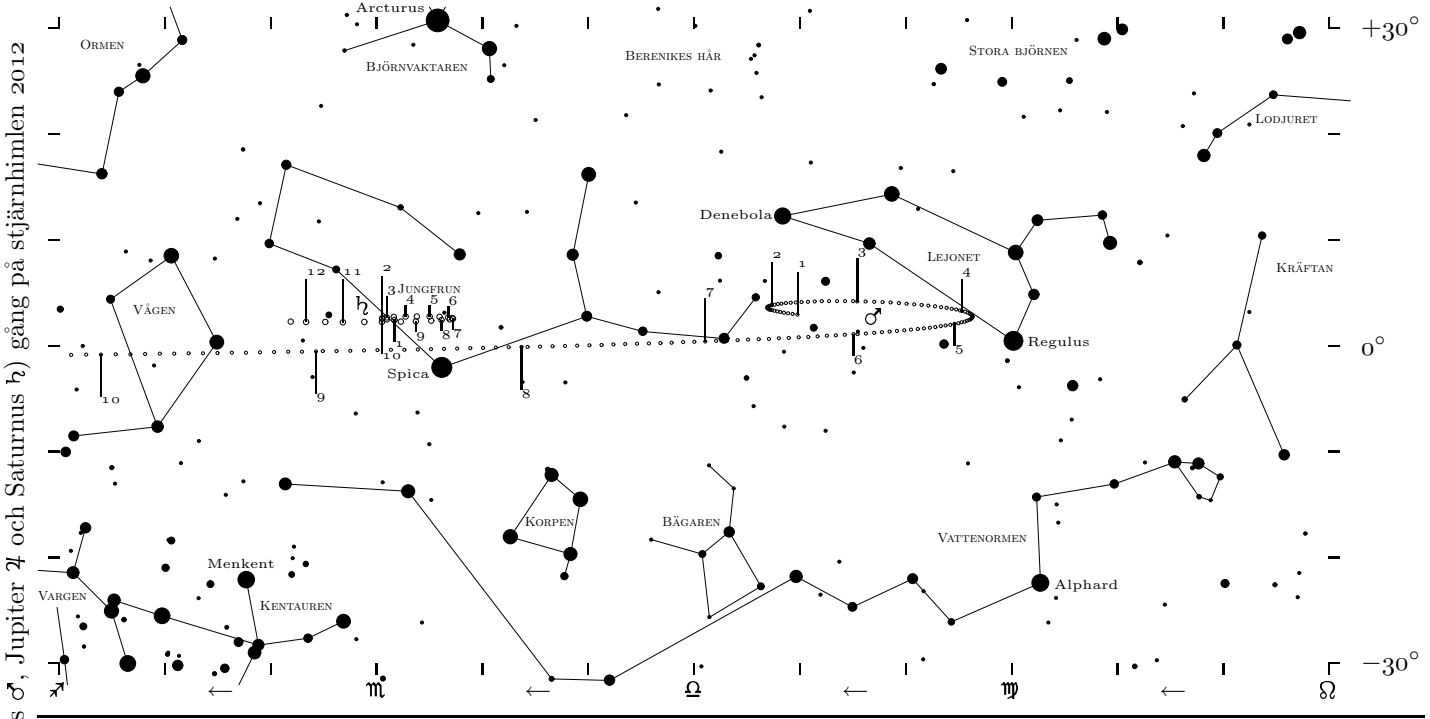 s ♂, Jupiter ♃ och Saturnus ♄) gång på stjärnhimlen 2012
Arcturus
+30°
Ormen
Björnvaktaren
Berenikes hår
Stora björnen
Lodjuret
Denebola
Lejonet
Kräftan
12 11 2
♄ 3 Jungfrun
4 5 6
7
2 1 3 4
♂
Vågen
1 9 8 7
10
6 5
Spica
Regulus
0°
10 9 8
Korpen
Bägaren
Vattenormen
Menkent
Alphard
Vargen
Kentauren
−30°
♐ ← ♏ ← ♎ ← ♍ ← ♌